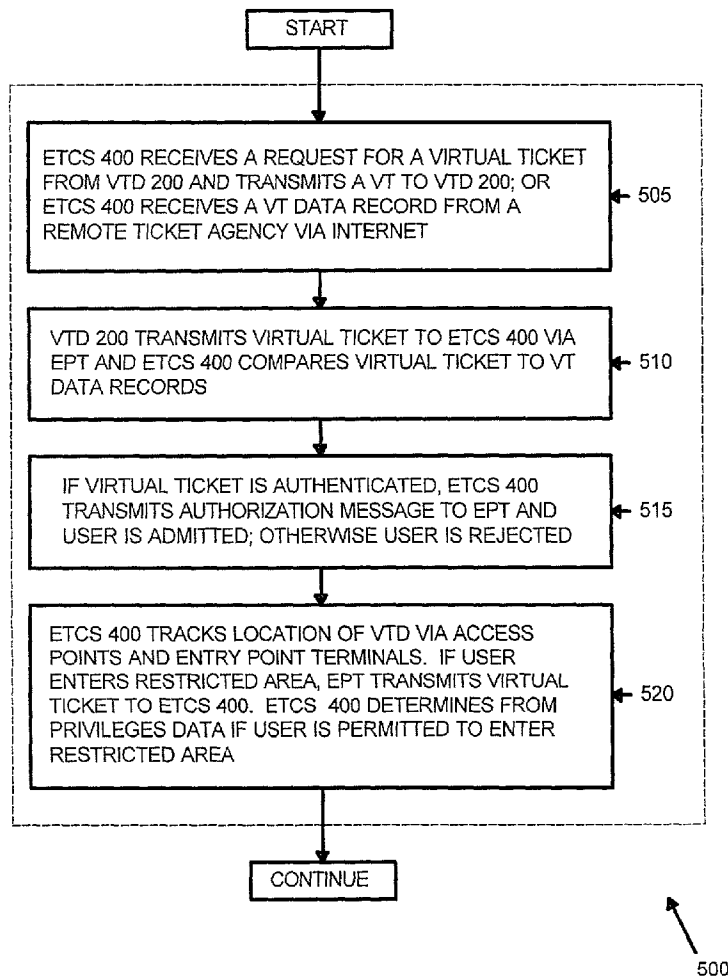 START
ETCS 400 RECEIVES A REQUEST FOR A VIRTUAL TICKET
FROM VTD 200 AND TRANSMITS A VT TO VTD 200; OR
ETCS 400 RECEIVES A VT DATA RECORD FROM A
REMOTE TICKET AGENCY VIA INTERNET
505
VTD 200 TRANSMITS VIRTUAL TICKET TO ETCS 400 VIA
EPT AND ETCS 400 COMPARES VIRTUAL TICKET TO VT
DATA RECORDS
510
IF VIRTUAL TICKET IS AUTHENTICATED, ETCS 400
TRANSMITS AUTHORIZATION MESSAGE TO EPT AND
USER IS ADMITTED; OTHERWISE USER IS REJECTED
515
ETCS 400 TRACKS LOCATION OF VTD VIA ACCESS
POINTS AND ENTRY POINT TERMINALS. IF USER
ENTERS RESTRICTED AREA, EPT TRANSMITS VIRTUAL
TICKET TO ETCS 400. ETCS 400 DETERMINES FROM
PRIVILEGES DATA IF USER IS PERMITTED TO ENTER
RESTRICTED AREA
520
CONTINUE
500